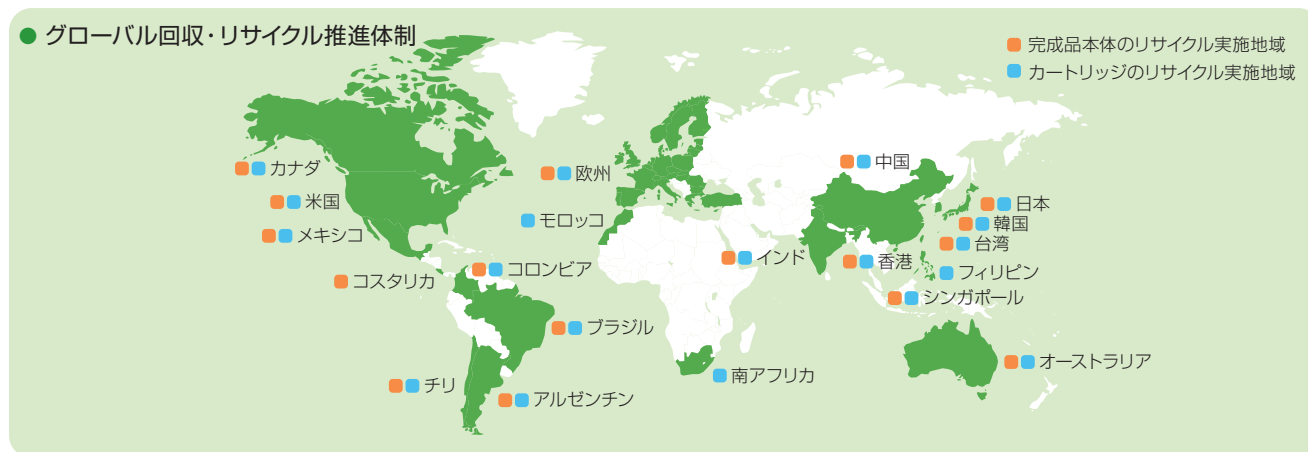 ● グローバル回収・リサイクル推進体制
完成品本体のリサイクル実施地域
カートリッジのリサイクル実施地域
カナダ
米国
メキシコ
コスタリカ
コロンビア
ブラジル
チリ
アルゼンチン
欧州
モロッコ
南アフリカ
インド
中国
香港
日本
韓国
台湾
フィリピン
シンガポール
オーストラリア